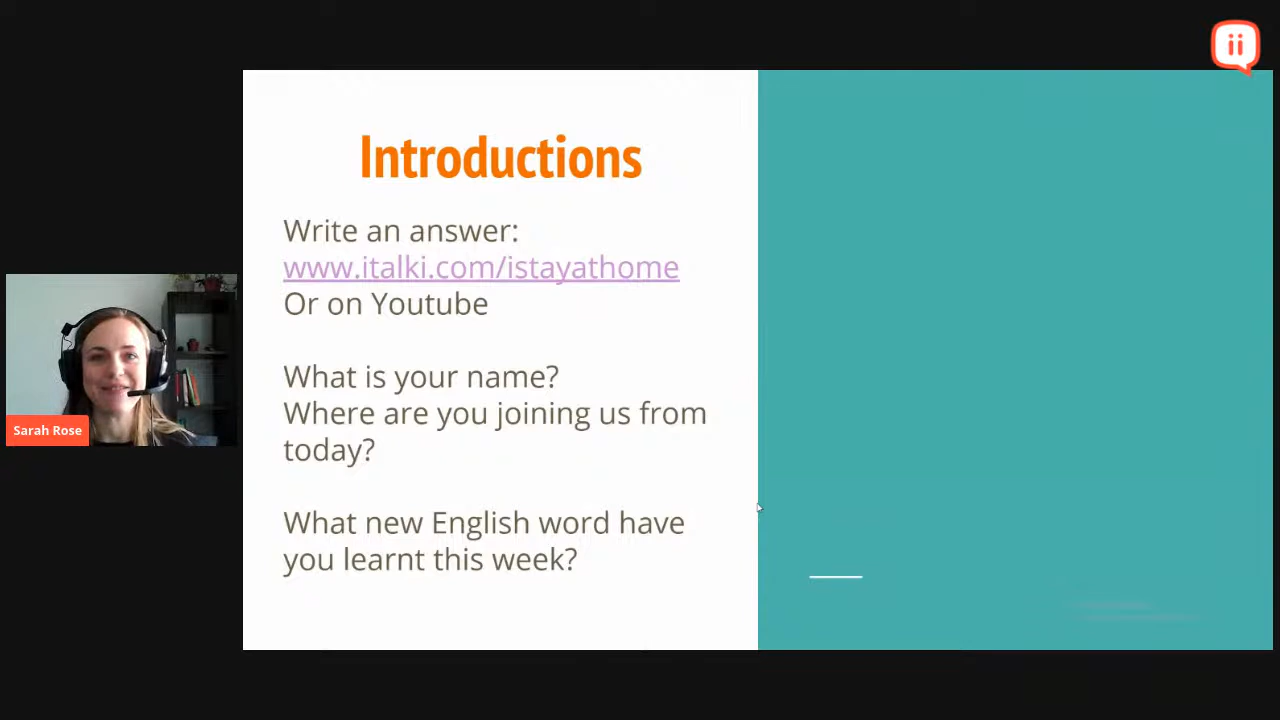 Introductions
Write an answer:
www.italki.com/istayathome
Or on Youtube
What is your name?
Where are you joining us from
today?
What new English word have
you learnt this week?
Sarah Rose